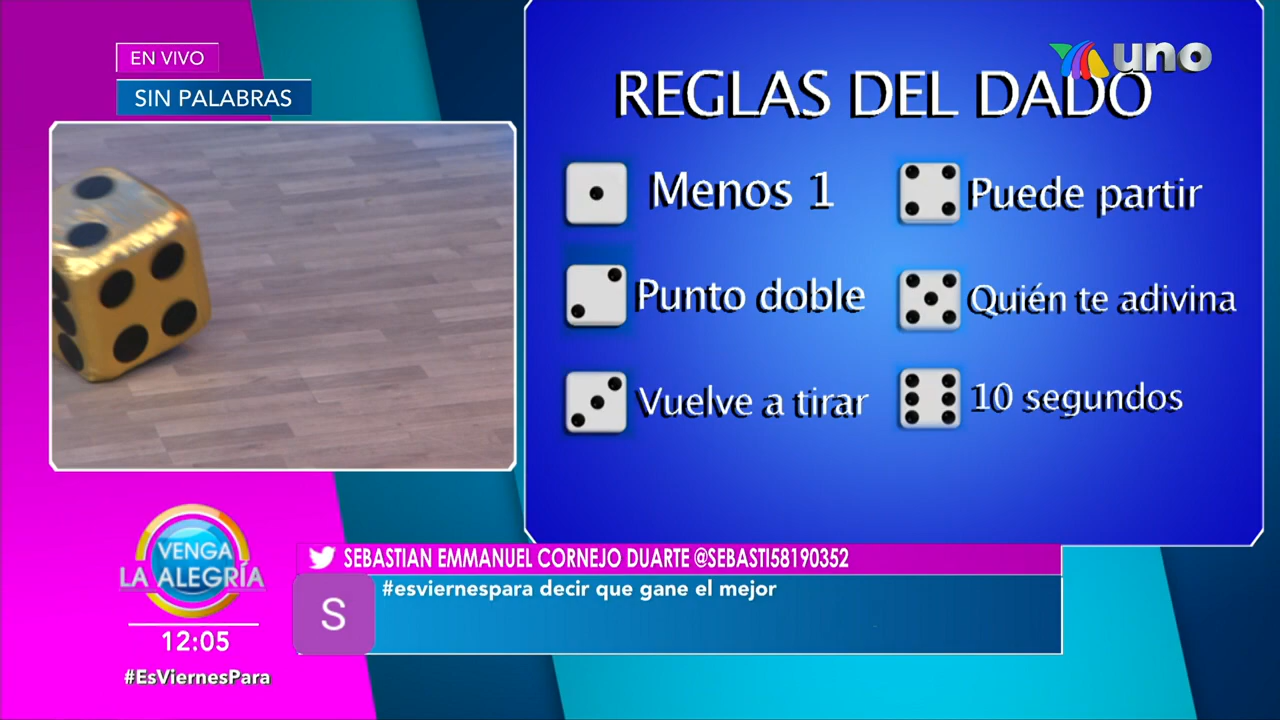 EN VIVO
SIN PALABRAS
uno
REGLAS DEL DADO
Menos 1
Puede partir
Punto doble
Quién te adivina
Vuelve a tirar
10 segundos
VENGA
LA ALEGRÍA
12:05
#EsViernesPara
SEBASTIAN EMMANUEL CORNEJO DUARTE @SEBASTI58190352
S
#esviernespara decir que gane el mejor